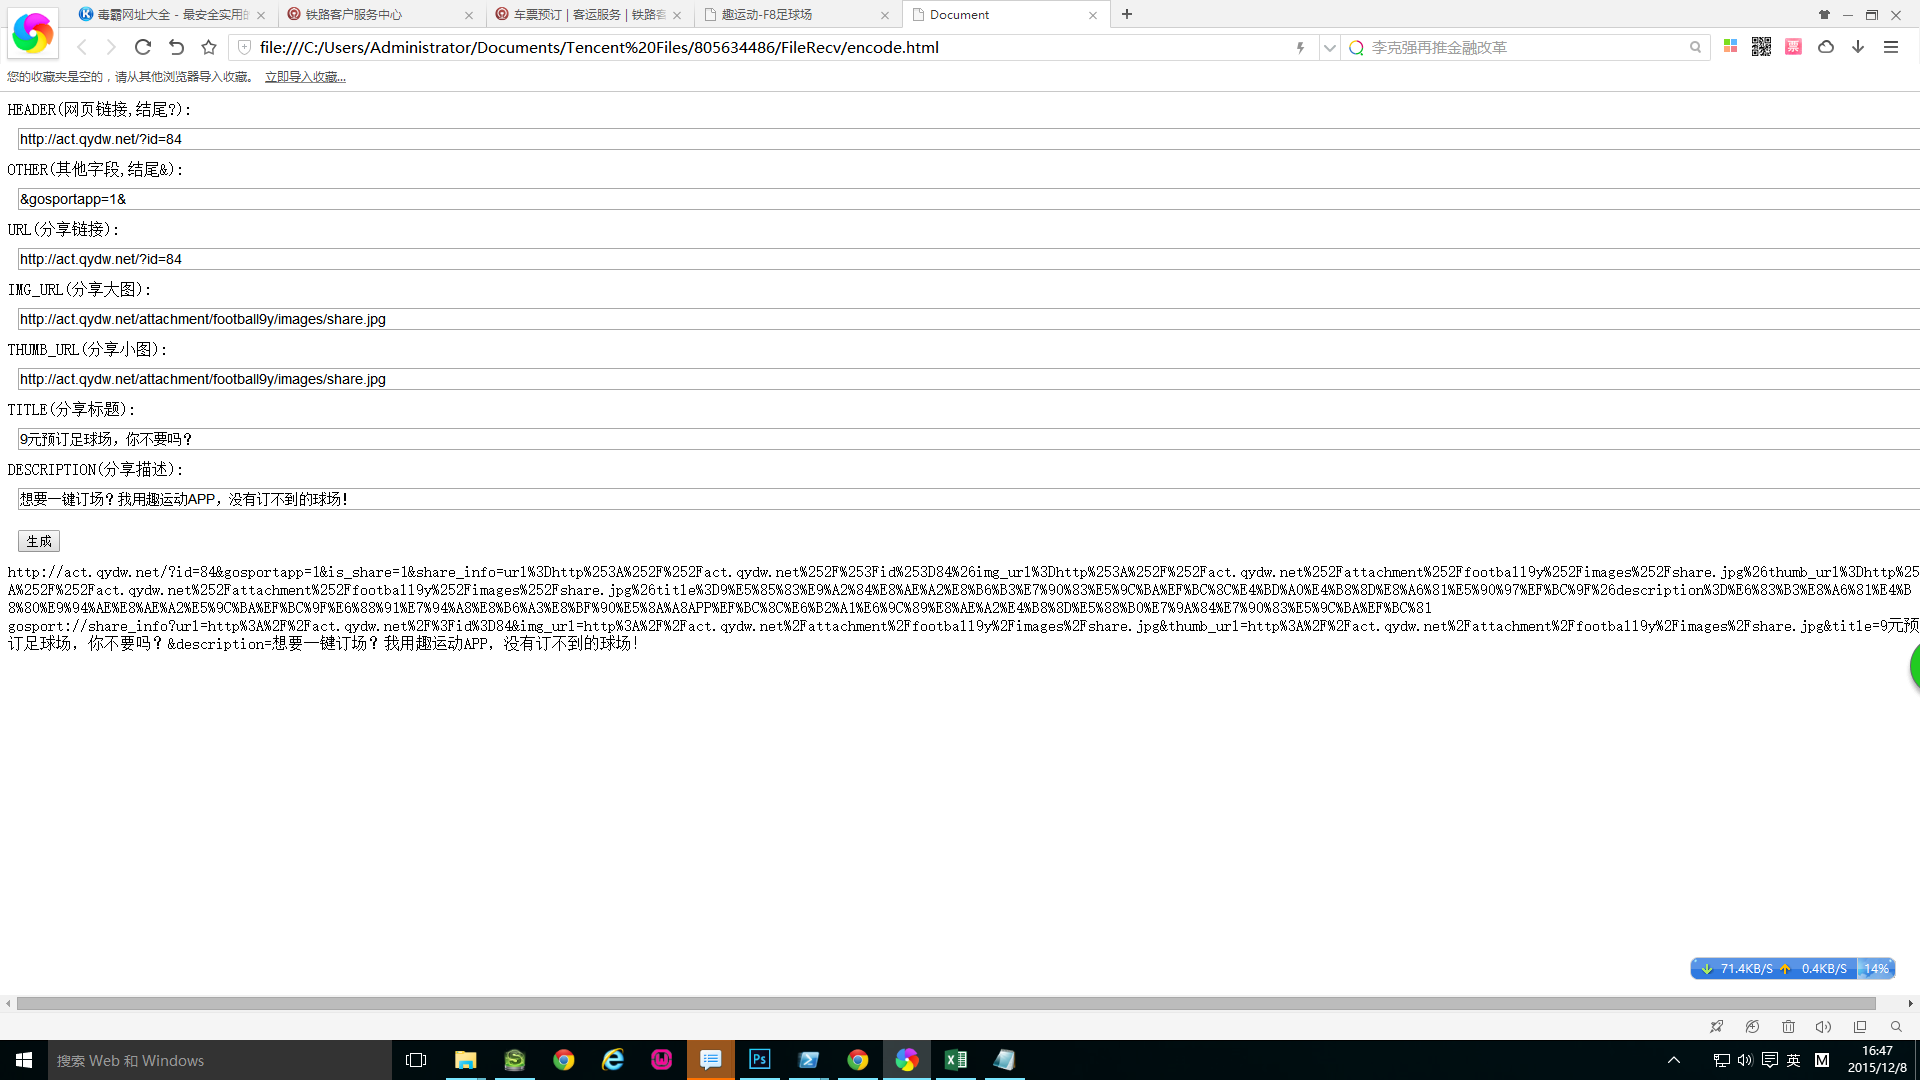 毒霸网址大全 - 最安全实用的
铁路客户服务中心
车票预订 | 客运服务 | 铁路客
趣运动-F8足球场
Document
file:///C:/Users/Administrator/Documents/Tencent%20Files/805634486/FileRecv/encode.html
李克强再推金融改革
票
您的收藏夹是空的，请从其他浏览器导入收藏。 立即导入收藏...
HEADER(网页链接,结尾?):
http://act.qydw.net/?id=84
OTHER(其他字段,结尾&):
&gosportapp=1&
URL(分享链接):
http://act.qydw.net/?id=84
IMG_URL(分享大图):
http://act.qydw.net/attachment/football9y/images/share.jpg
THUMB_URL(分享小图):
http://act.qydw.net/attachment/football9y/images/share.jpg
TITLE(分享标题):
9元预订足球场，你不要吗？
DESCRIPTION(分享描述):
想要一键订场？我用趣运动APP，没有订不到的球场！
生成
http://act.qydw.net/?id=84&gosportapp=1&is_share=1&share_info=url%3Dhttp%253A%252F%252Fact.qydw.net%252F%253Fid%253D84%26img_url%3Dhttp%253A%252F%252Fact.qydw.net%252Fattachment%252Ffootball9y%252Fimages%252Fshare.jpg%26thumb_url%3Dhttp%25
A%252F%252Fact.qydw.net%252Fattachment%252Ffootball9y%252Fimages%252Fshare.jpg%26title%3D9%E5%85%83%E9%A2%84%E8%AE%A2%E8%B6%B3%E7%90%83%E5%9C%BA%EF%BC%8C%E4%BD%A0%E4%B8%8D%E8%A6%81%E5%90%97%EF%BC%9F%26description%3D%E6%83%B3%E8%A6%81%E4%B
8%80%E9%94%AE%E8%AE%A2%E5%9C%BA%EF%BC%9F%E6%88%91%E7%94%A8%E8%B6%A3%E8%BF%90%E5%8A%A8APP%EF%BC%8C%E6%B2%A1%E6%9C%89%E8%AE%A2%E4%B8%8D%E5%88%B0%E7%9A%84%E7%90%83%E5%9C%BA%EF%BC%81
gosport://share_info?url=http%3A%2F%2Fact.qydw.net%2F%3Fid%3D84&img_url=http%3A%2F%2Fact.qydw.net%2Fattachment%2Ffootball9y%2Fimages%2Fshare.jpg&thumb_url=http%3A%2F%2Fact.qydw.net%2Fattachment%2Ffootball9y%2Fimages%2Fshare.jpg&title=9元预
订足球场，你不要吗？&description=想要一键订场？我用趣运动APP，没有订不到的球场！
71.4KB/S 0.4KB/S 14%
搜索 Web 和 Windows
Ps
英
M
16:47
2015/12/8